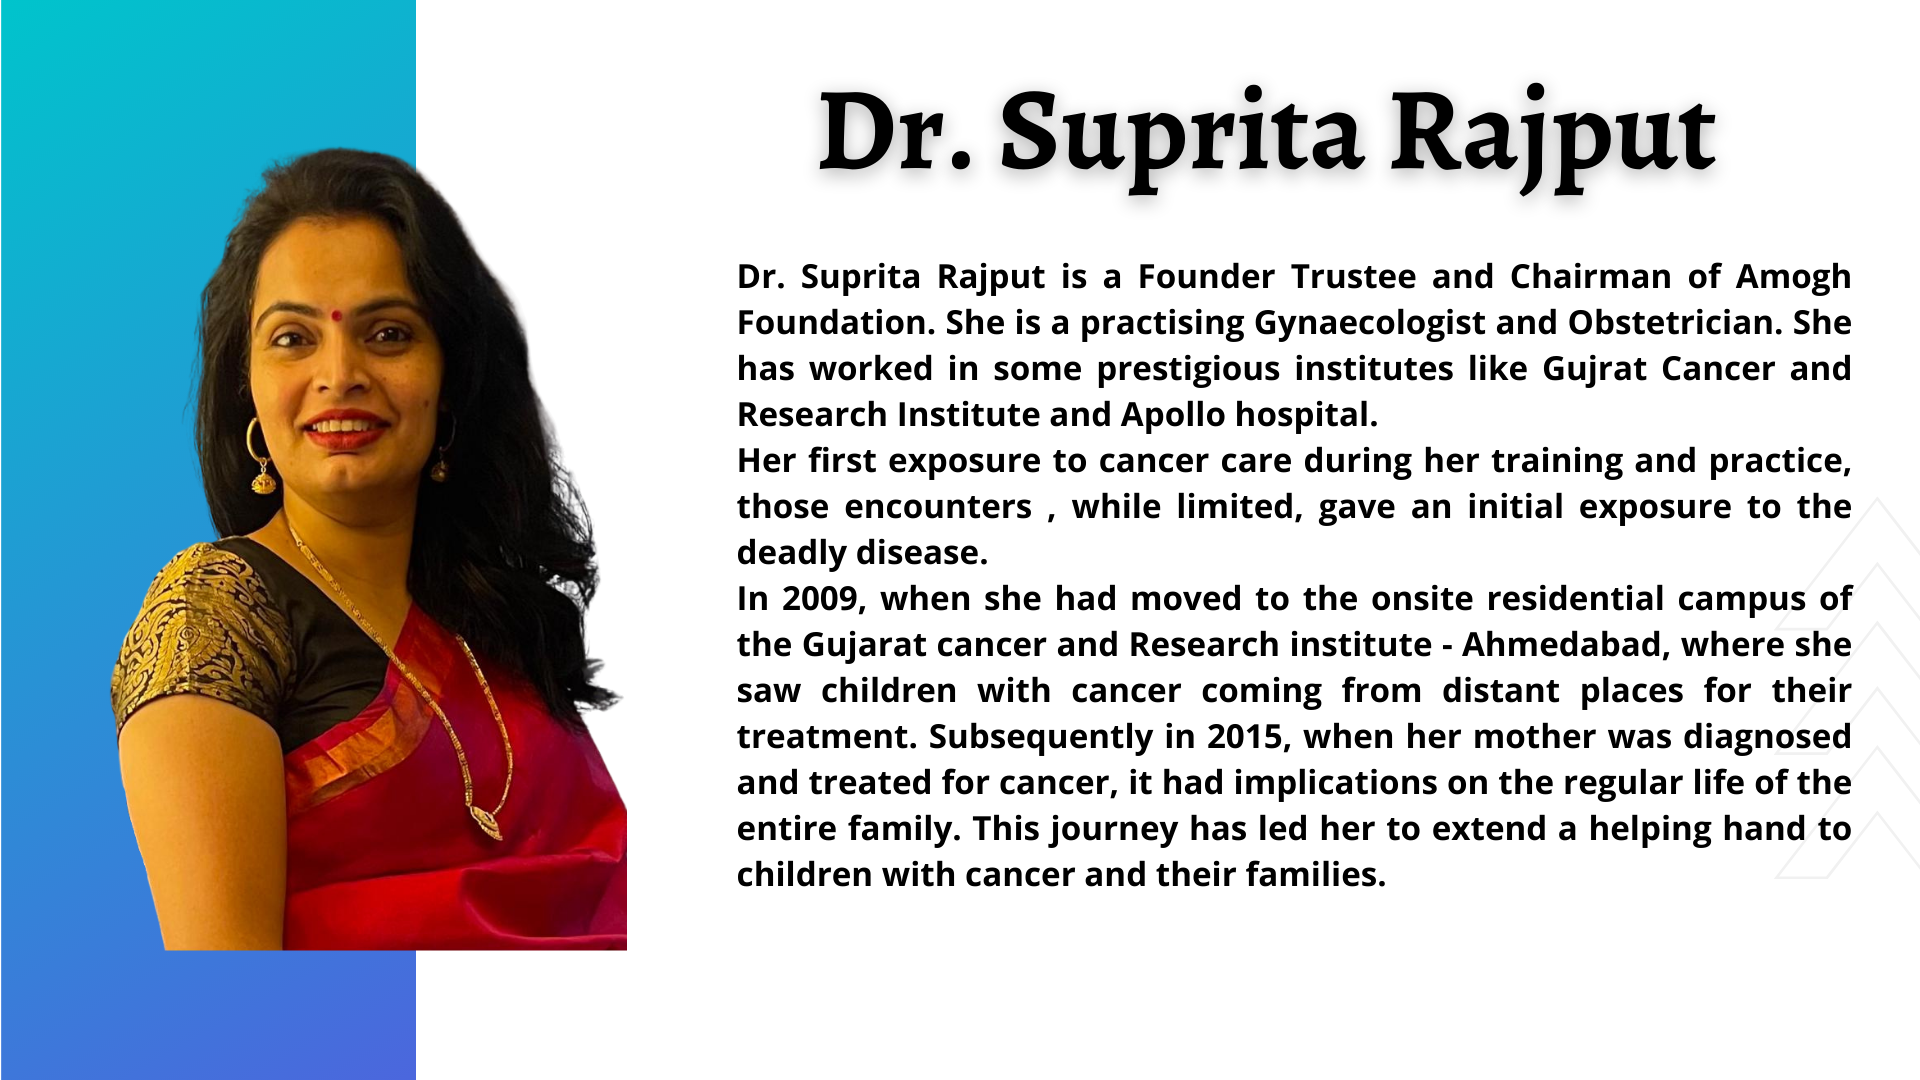 Dr. Suprita Rajput
Dr. Suprita Rajput is a Founder Trustee and Chairman of Amogh
Foundation. She is a practising Gynaecologist and Obstetrician. She
has worked in some prestigious institutes like Gujrat Cancer and
Research Institute and Apollo hospital.
Her first exposure to cancer care during her training and practice,
those encounters , while limited, gave an initial exposure to the
deadly disease.
In 2009, when she had moved to the onsite residential campus of
the Gujarat cancer and Research institute - Ahmedabad, where she
saw children with cancer coming from distant places for their
treatment. Subsequently in 2015, when her mother was diagnosed
and treated for cancer, it had implications on the regular life of the
entire family. This journey has led her to extend a helping hand to
children with cancer and their families.